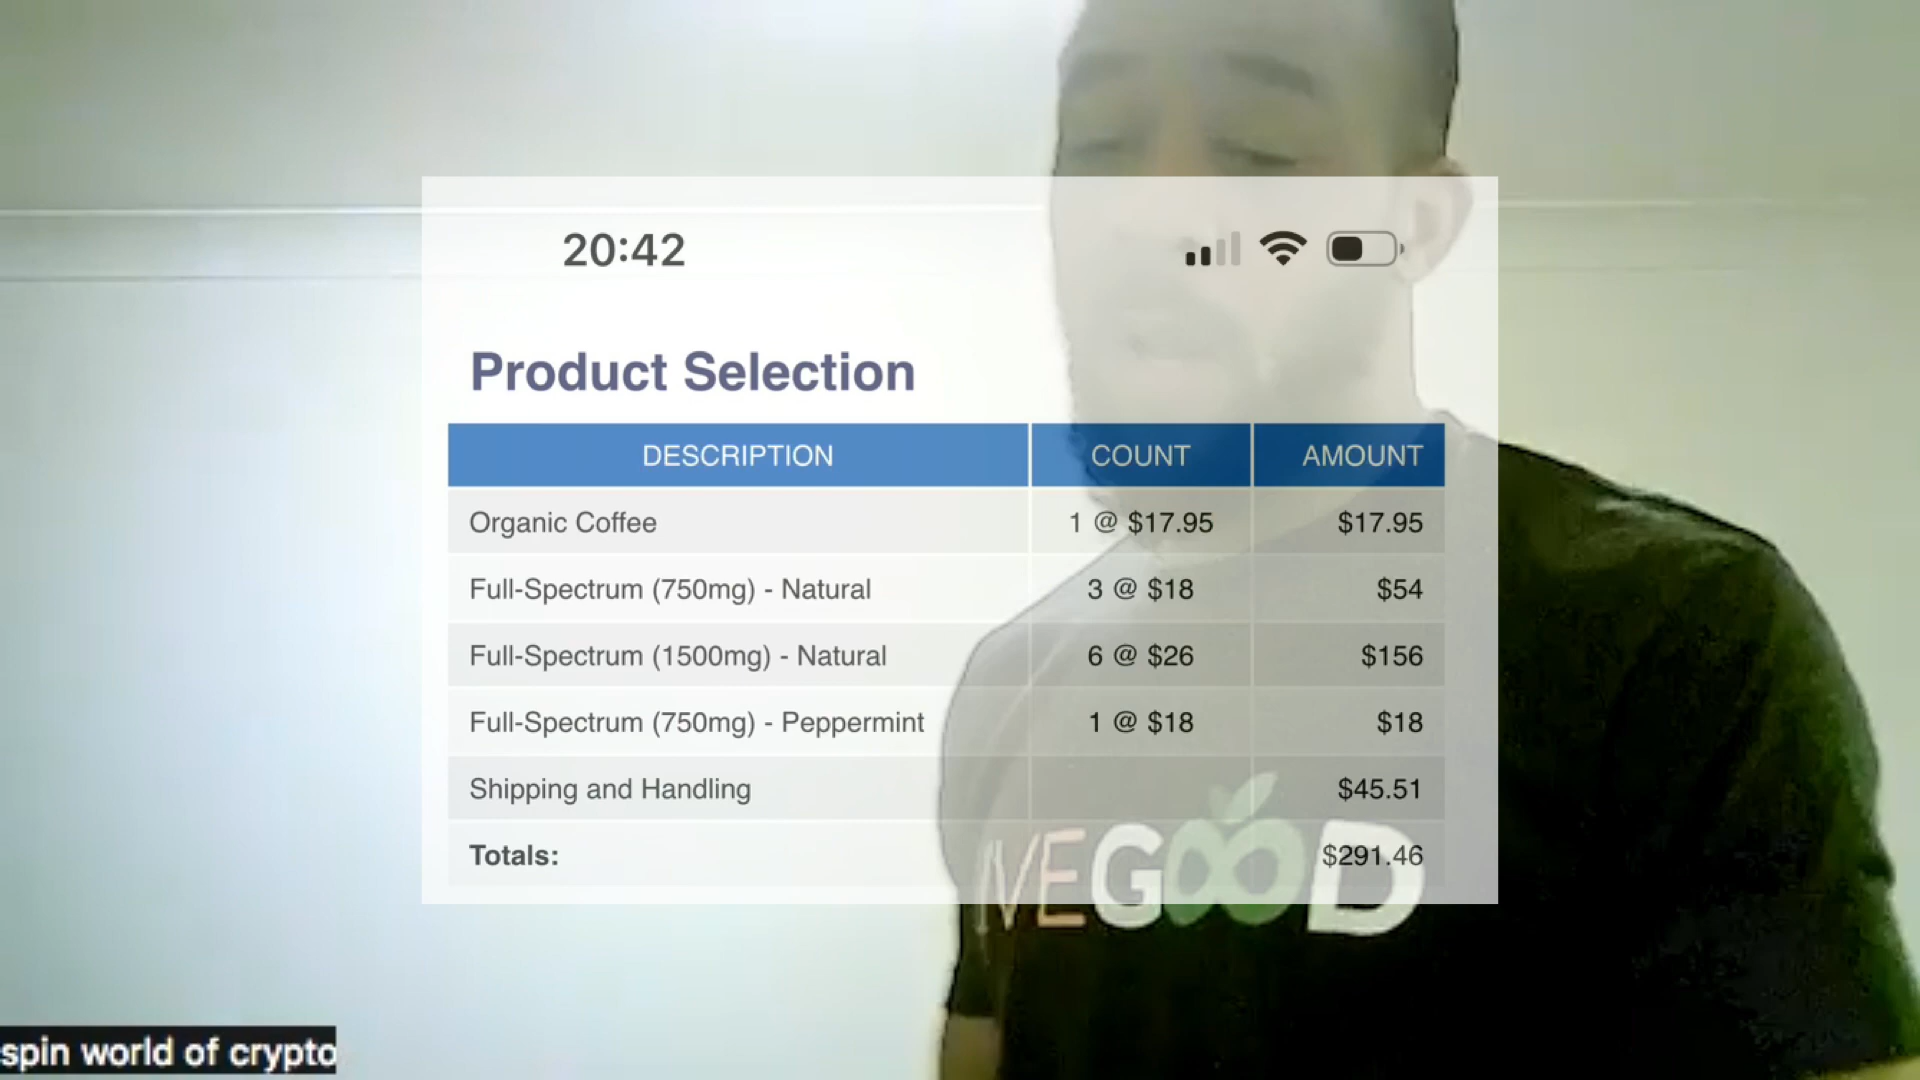 20:42
Product Selection
DESCRIPTION COUNT AMOUNT
Organic Coffee 1 @ $17.95 $17.95
Full-Spectrum (750mg) - Natural 3 @ $18 $54
Full-Spectrum (1500mg) - Natural 6 @ $26 $156
Full-Spectrum (750mg) - Peppermint 1 @ $18 $18
Shipping and Handling $45.51
Totals: $291.46
IVEGOOD
spin world of crypto